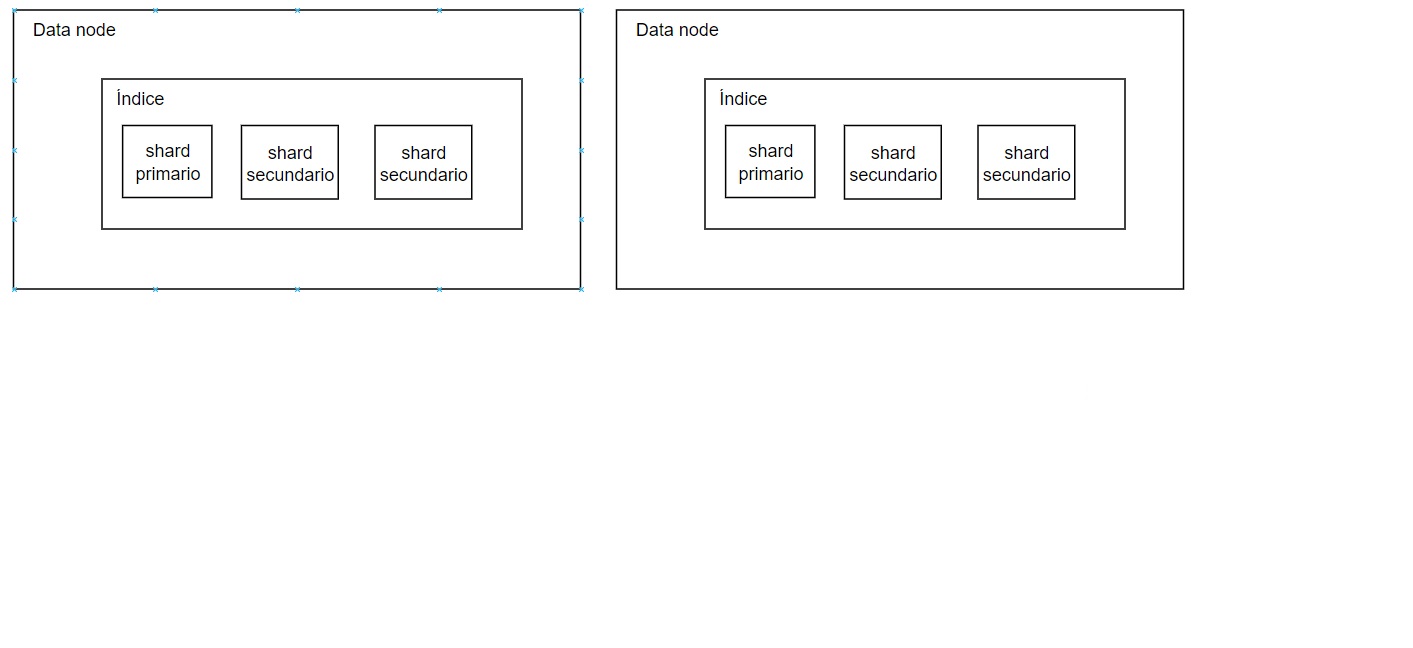 Data node
Índice
shard
primario
shard
secundario
shard
secundario
Data node
Índice
shard
primario
shard
secundario
shard
secundario